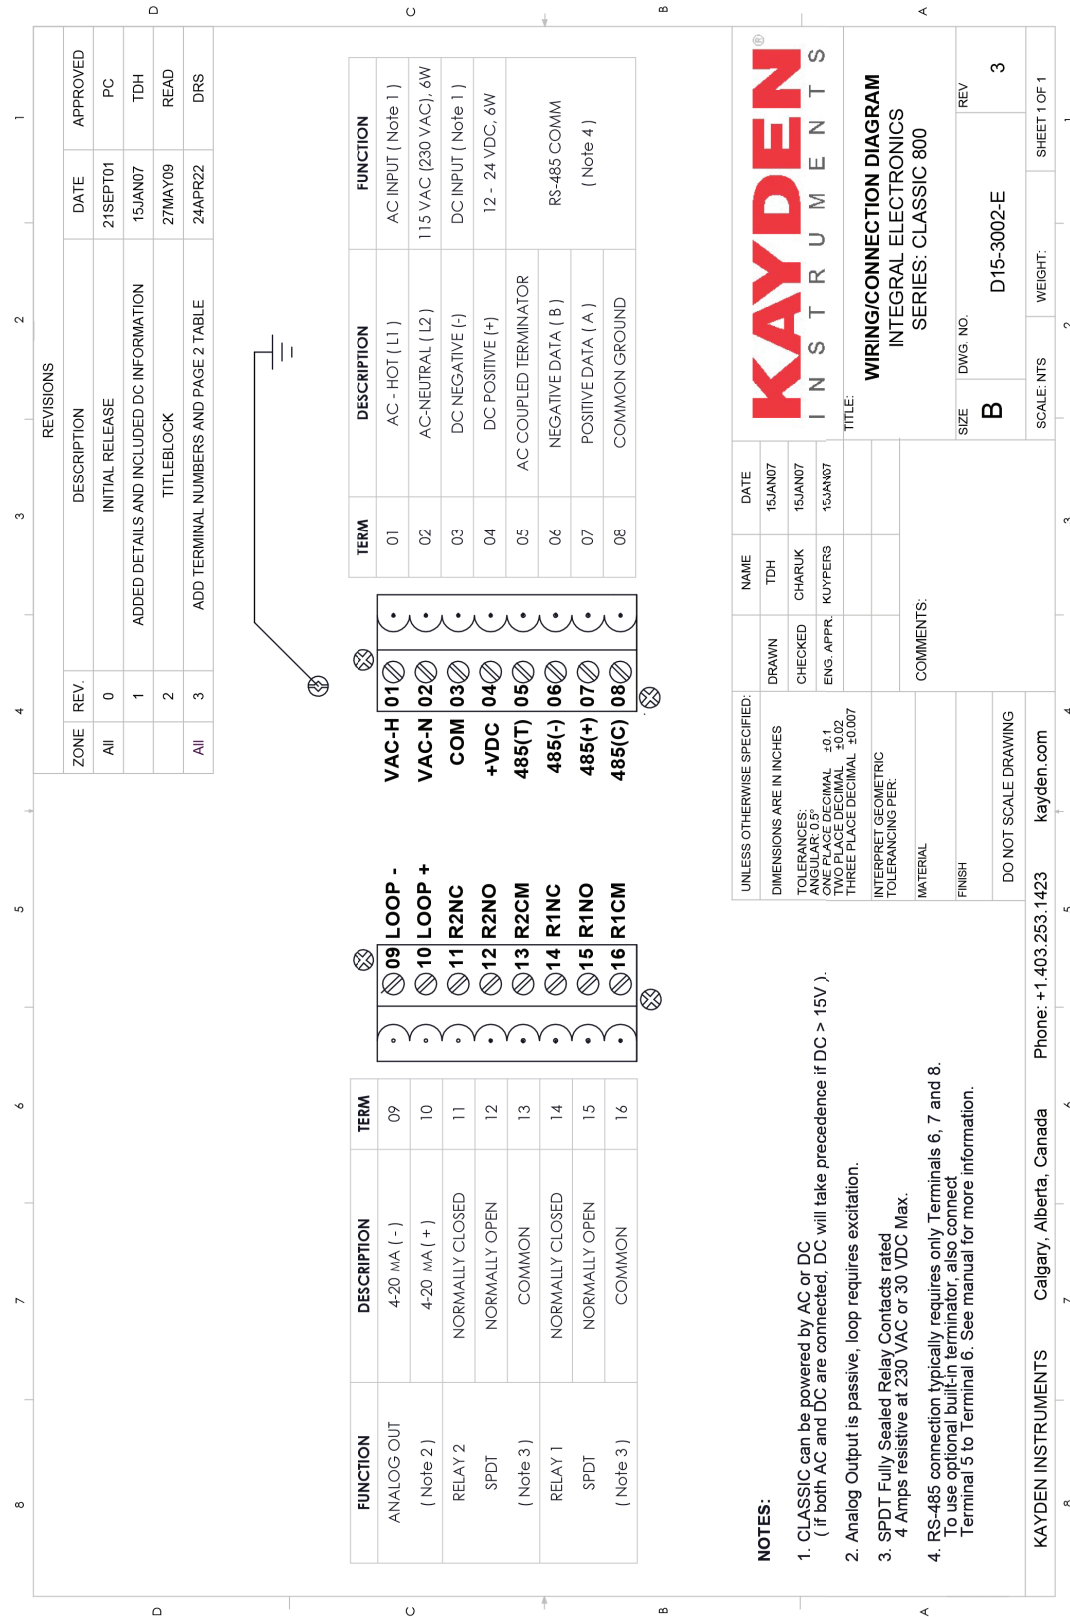 8 7 6 5 4 3 2 1
D
C
B
A
REVISIONS
ZONE REV. DESCRIPTION DATE APPROVED
All 0 INITIAL RELEASE 21SEPT01 PC
1 ADDED DETAILS AND INCLUDED DC INFORMATION 15JAN07 TDH
2 TITLEBLOCK 27MAY09 READ
All 3 ADD TERMINAL NUMBERS AND PAGE 2 TABLE 24APR22 DRS
FUNCTION DESCRIPTION TERM
ANALOG OUT 4-20 MA ( - ) 09
( Note 2 ) 4-20 MA ( + ) 10
RELAY 2 NORMALLY CLOSED 11
SPDT NORMALLY OPEN 12
( Note 3 ) COMMON 13
RELAY 1 NORMALLY CLOSED 14
SPDT NORMALLY OPEN 15
( Note 3 ) COMMON 16
09 LOOP -
10 LOOP +
11 R2NC
12 R2NO
13 R2CM
14 R1NC
15 R1NO
16 R1CM
VAC-H 01
VAC-N 02
COM 03
+VDC 04
485(T) 05
485(-) 06
485(+) 07
485(C) 08
TERM DESCRIPTION FUNCTION
01 AC - HOT ( L1 ) AC INPUT ( Note 1 )
02 AC-NEUTRAL ( L2 ) 115 VAC (230 VAC), 6W
03 DC NEGATIVE (-) DC INPUT ( Note 1 )
04 DC POSITIVE (+) 12 - 24 VDC, 6W
05 AC COUPLED TERMINATOR
06 NEGATIVE DATA ( B ) RS-485 COMM
07 POSITIVE DATA ( A ) ( Note 4 )
08 COMMON GROUND
NOTES:
1. CLASSIC can be powered by AC or DC
( if both AC and DC are connected, DC will take precedence if DC > 15V ).
2. Analog Output is passive, loop requires excitation.
3. SPDT Fully Sealed Relay Contacts rated
4 Amps resistive at 230 VAC or 30 VDC Max.
4. RS-485 connection typically requires only Terminals 6, 7 and 8.
To use optional built-in terminator, also connect
Terminal 5 to Terminal 6. See manual for more information.
UNLESS OTHERWISE SPECIFIED:
DIMENSIONS ARE IN INCHES
TOLERANCES:
ANGULAR: 0.5°
ONE PLACE DECIMAL ±0.1
TWO PLACE DECIMAL ±0.02
THREE PLACE DECIMAL ±0.007
INTERPRET GEOMETRIC
TOLERANCING PER:
MATERIAL
FINISH
DO NOT SCALE DRAWING
NAME DATE
DRAWN TDH 15JAN07
CHECKED CHARUK 15JAN07
ENG. APPR. KUYPERS 15JAN07
COMMENTS:
KAYDEN®
INSTRUMENTS
TITLE:
WIRING/CONNECTION DIAGRAM
INTEGRAL ELECTRONICS
SERIES: CLASSIC 800
SIZE DWG. NO. REV
B D15-3002-E 3
SCALE: NTS WEIGHT: SHEET 1 OF 1
KAYDEN INSTRUMENTS Calgary, Alberta, Canada Phone: +1.403.253.1423 kayden.com
8 7 6 5 4 3 2 1
D
C
B
A